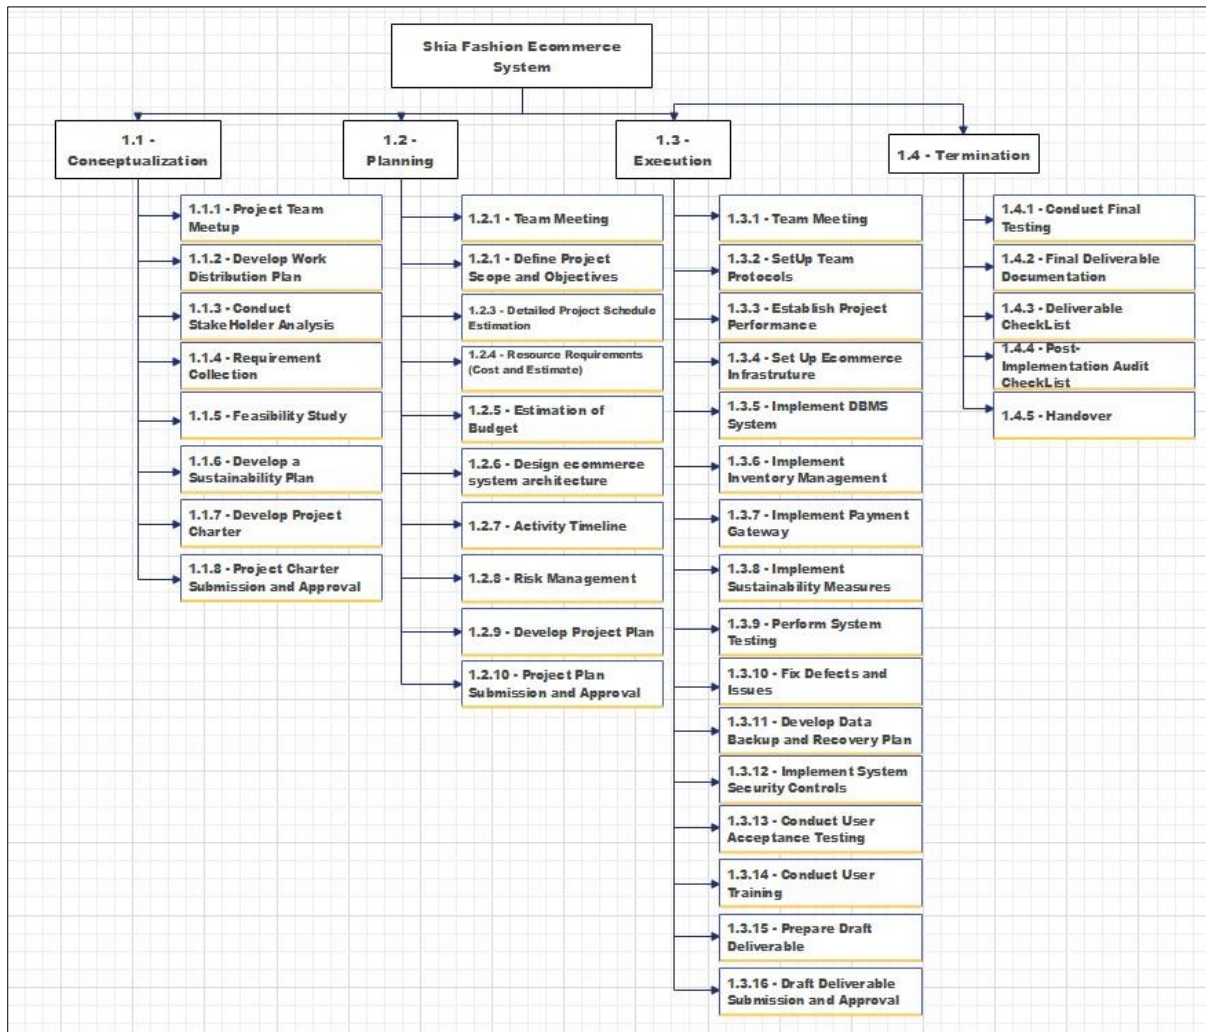 Shia Fashion Ecommerce
System
1.1 -
Conceptualization
1.1.1 - Project Team
Meetup
1.1.2 - Develop Work
Distribution Plan
1.1.3 - Conduct
StakeHolder Analysis
1.1.4 - Requirement
Collection
1.1.5 - Feasibility Study
1.1.6 - Develop a
Sustainability Plan
1.1.7 - Develop Project
Charter
1.1.8 - Project Charter
Submission and Approval
1.2 -
Planning
1.2.1 - Team Meeting
1.2.1 - Define Project
Scope and Objectives
1.2.3 - Detailed Project Schedule
Estimation
1.2.4 - Resource Requirements
(Cost and Estimate)
1.2.5 - Estimation of
Budget
1.2.6 - Design ecommerce
system architecture
1.2.7 - Activity Timeline
1.2.8 - Risk Management
1.2.9 - Develop Project Plan
1.2.10 - Project Plan
Submission and Approval
1.3 -
Execution
1.3.1 - Team Meeting
1.3.2 - SetUp Team
Protocols
1.3.3 - Establish Project
Performance
1.3.4 - Set Up Ecommerce
Infrastruture
1.3.5 - Implement DBMS
System
1.3.6 - Implement
Inventory Management
1.3.7 - Implement Payment
Gateway
1.3.8 - Implement
Sustainability Measures
1.3.9 - Perform System
Testing
1.3.10 - Fix Defects and
Issues
1.3.11 - Develop Data
Backup and Recovery Plan
1.3.12 - Implement System
Security Controls
1.3.13 - Conduct User
Acceptance Testing
1.3.14 - Conduct User
Training
1.3.15 - Prepare Draft
Deliverable
1.3.16 - Draft Deliverable
Submission and Approval
1.4 - Termination
1.4.1 - Conduct Final
Testing
1.4.2 - Final Deliverable
Documentation
1.4.3 - Deliverable
CheckList
1.4.4 - Post-
Implementation Audit
CheckList
1.4.5 - Handover